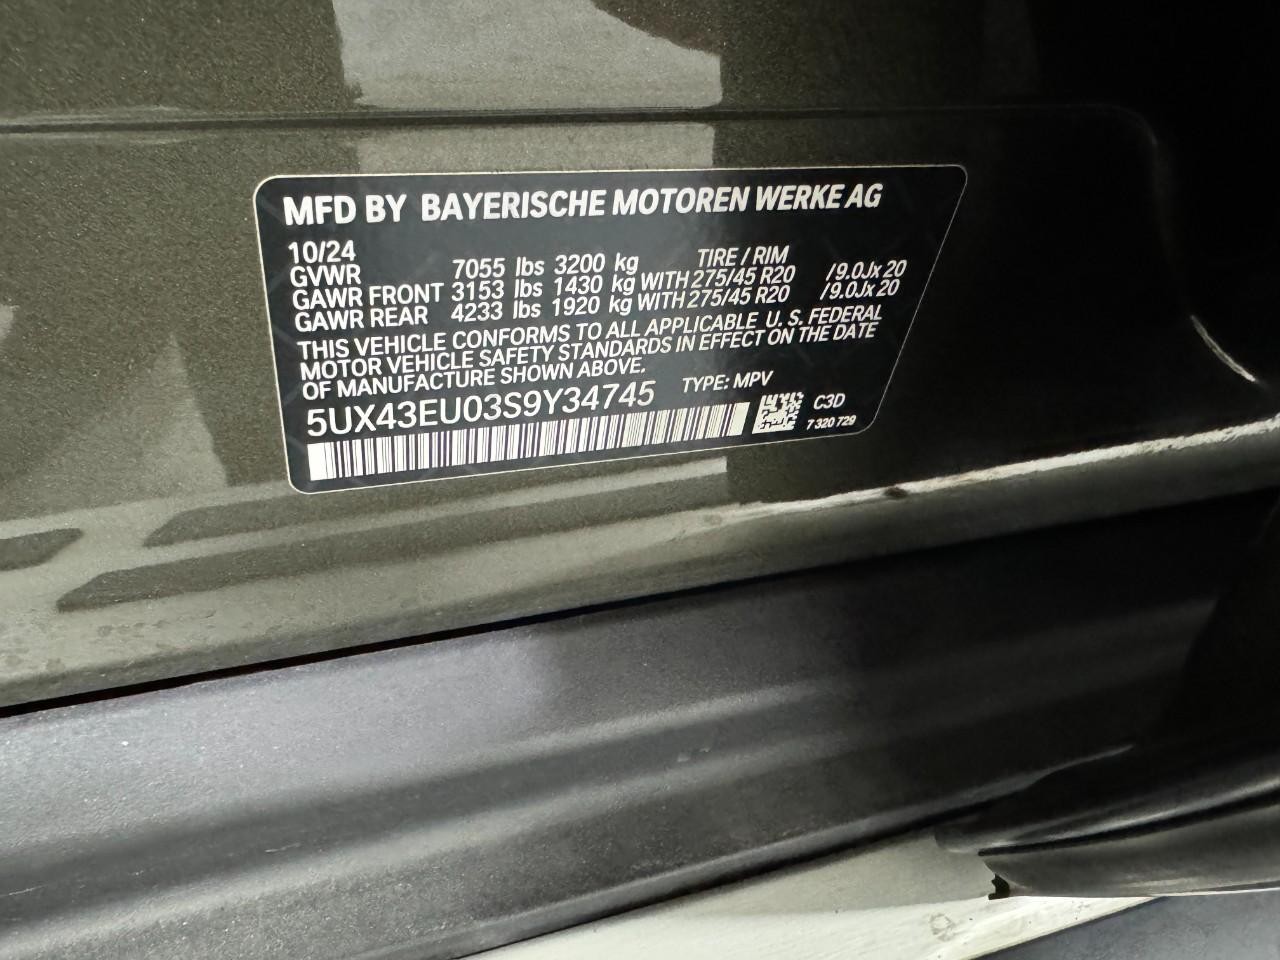 MFD BY BAYERISCHE MOTOREN WERKE AG
10/24 TIRE / RIM
GVWR 7055 lbs 3200 kg
GAWR FRONT 3153 lbs 1430 kg WITH 275/45 R20 /9.0Jx20
GAWR REAR 4233 lbs 1920 kg WITH 275/45 R20 /9.0Jx20
THIS VEHICLE CONFORMS TO ALL APPLICABLE U. S. FEDERAL
MOTOR VEHICLE SAFETY STANDARDS IN EFFECT ON THE DATE
OF MANUFACTURE SHOWN ABOVE.
5UX43EU03S9Y34745 TYPE: MPV
C3D
7 320 729